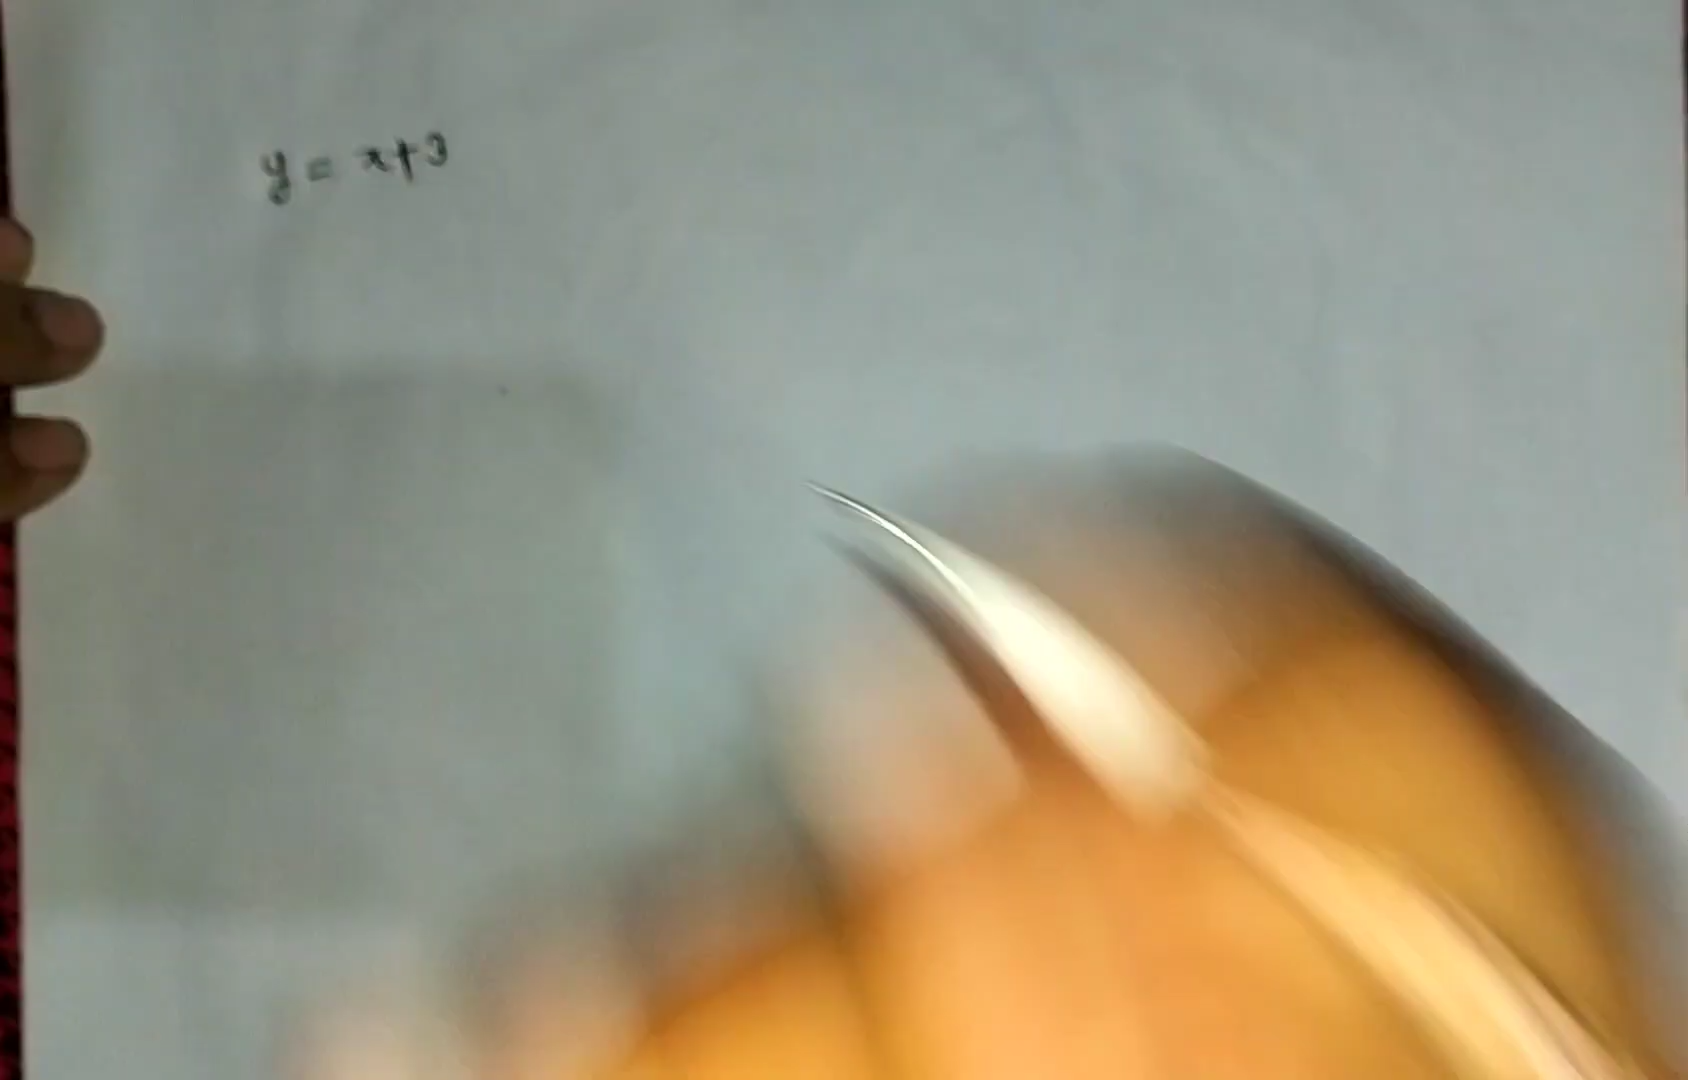 y = x+3